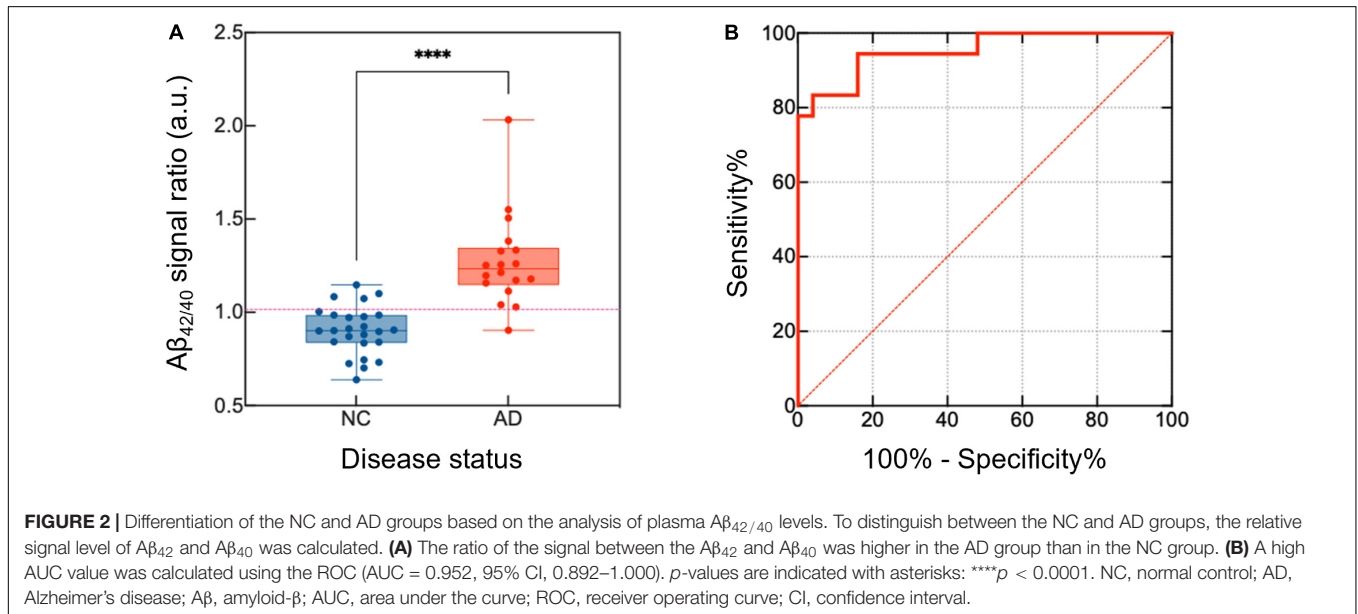 A
2.5
2.0
1.5
1.0
0.5
Aβ42/40 signal ratio (a.u.)
****
NC
AD
Disease status
B
100
80
60
40
20
0
Sensitivity%
0 20 40 60 80 100
100% - Specificity%
FIGURE 2 | Differentiation of the NC and AD groups based on the analysis of plasma Aβ42/40 levels. To distinguish between the NC and AD groups, the relative
signal level of Aβ42 and Aβ40 was calculated. (A) The ratio of the signal between the Aβ42 and Aβ40 was higher in the AD group than in the NC group. (B) A high
AUC value was calculated using the ROC (AUC = 0.952, 95% CI, 0.892–1.000). p-values are indicated with asterisks: ****p < 0.0001. NC, normal control; AD,
Alzheimer's disease; Aβ, amyloid-β; AUC, area under the curve; ROC, receiver operating curve; CI, confidence interval.